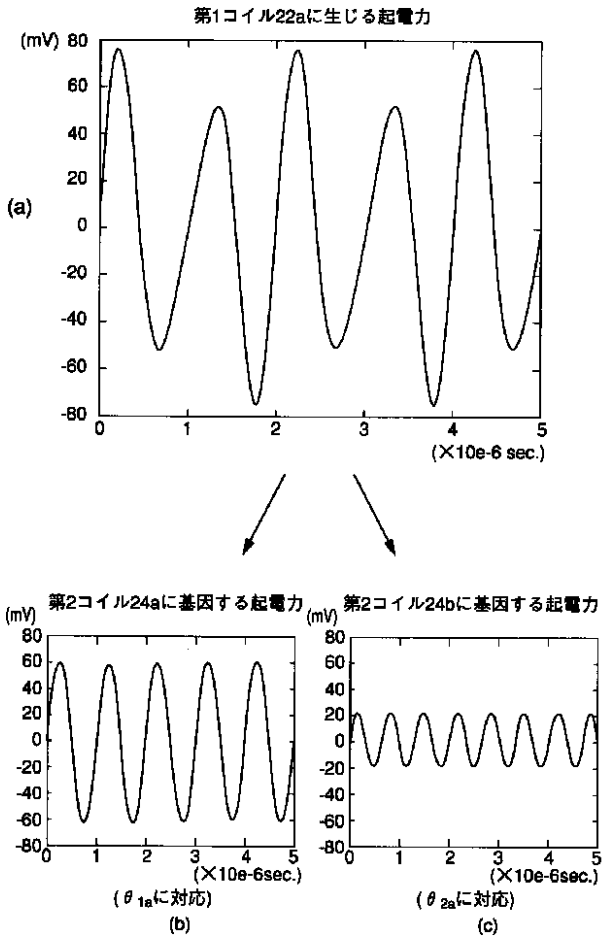 第1コイル22aに生じる起電力
(mV)
80
60
40
20
0
-20
-40
-60
-80
(a)
0 1 2 3 4 5
(×10e-6 sec.)
第2コイル24aに基因する起電力
(mV)
80
60
40
20
0
-20
-40
-60
-80
0 1 2 3 4 5
(×10e-6sec.)
(θ1aに対応)
(b)
第2コイル24bに基因する起電力
(mV)
80
60
40
20
0
-20
-40
-60
-80
0 1 2 3 4 5
(×10e-6sec.)
(θ2aに対応)
(c)